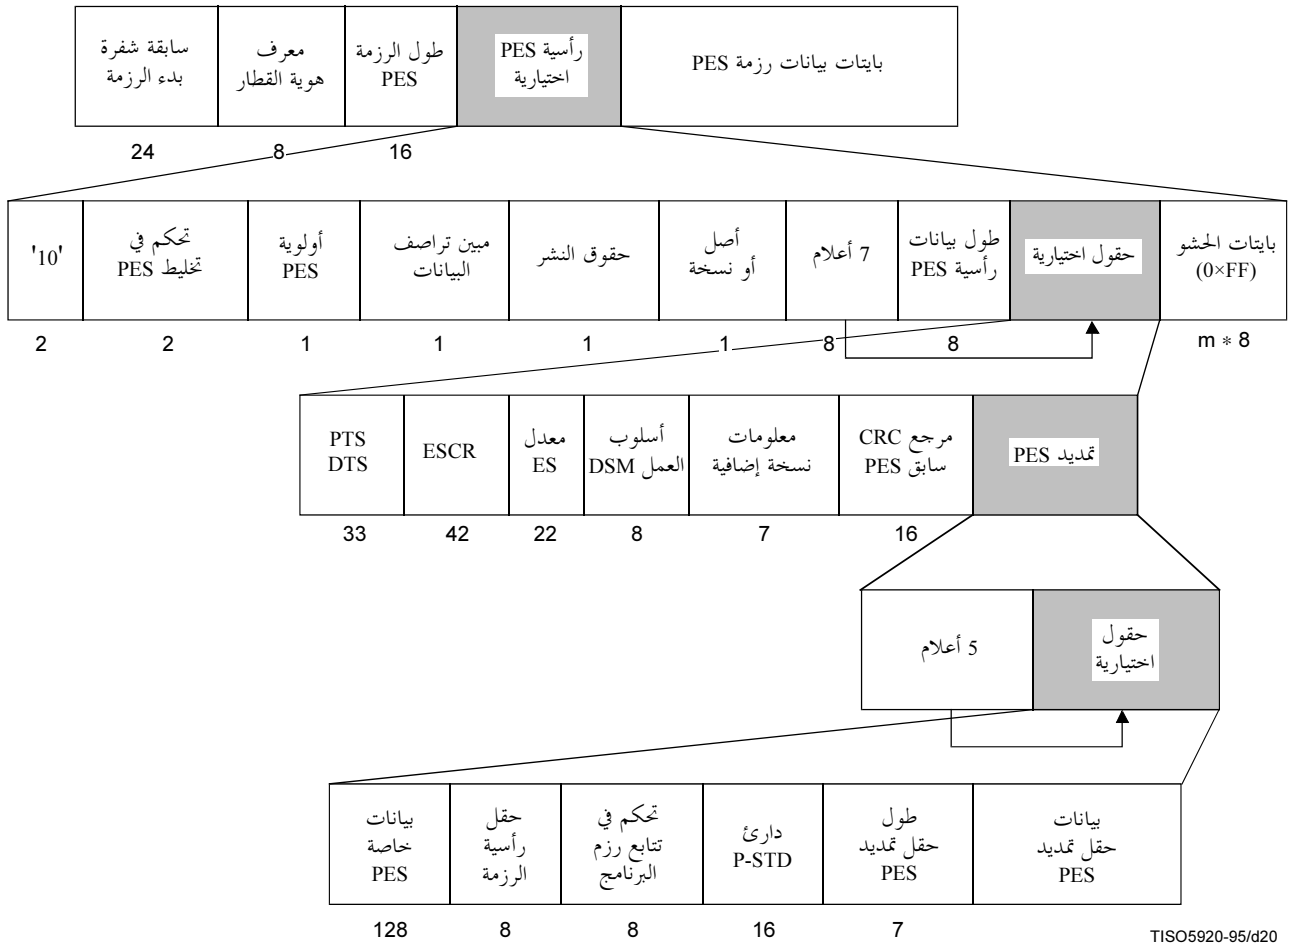 سابقة شفرة
بدء الرزمة
معرف
هوية القطار
طول الرزمة
PES
رأسية PES
اختيارية
بايتات بيانات رزمة PES
24
8
16
'10'
تحكم في
تخليط PES
أولوية
PES
مبين تراصف
البيانات
حقوق النشر
أصل
أو نسخة
7 أعلام
طول بيانات
رأسية PES
حقول اختيارية
بايتات الحشو
(0×FF)
2
2
1
1
1
1
8
8
m * 8
PTS
DTS
ESCR
معدل
ES
أسلوب
العمل DSM
معلومات
نسخة إضافية
مرجع CRC
سابق PES
تمديد PES
33
42
22
8
7
16
5 أعلام
حقول
اختيارية
بيانات
خاصة
PES
حقل
رأسية
الرزمة
تحكم في
تتابع رزم
البرنامج
دارئ
P-STD
طول
حقل تمديد
PES
بيانات
حقل تمديد
PES
128
8
8
16
7
TISO5920-95/d20